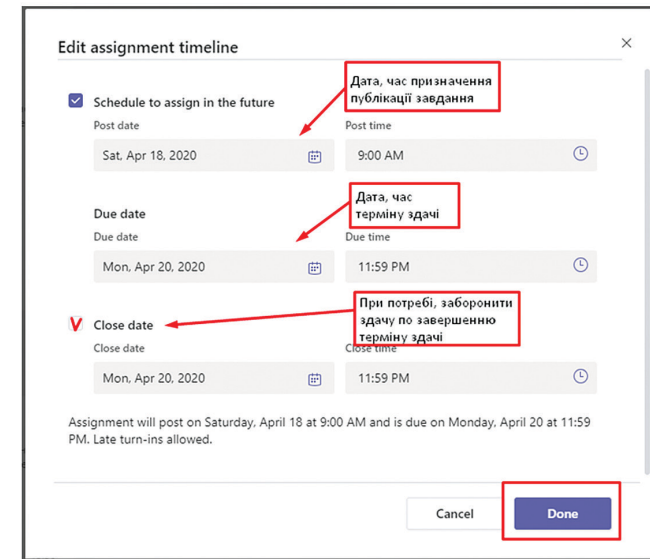 Edit assignment timeline
Дата, час призначення
публікації завдання
Schedule to assign in the future
Post date
Post time
Sat, Apr 18, 2020
9:00 AM
Дата, час
терміну здачі
Due date
Due date
Due time
Mon, Apr 20, 2020
11:59 PM
При потребі, заборонити
здачу по завершенню
терміну здачі
Close date
Close date
Close time
Mon, Apr 20, 2020
11:59 PM
Assignment will post on Saturday, April 18 at 9:00 AM and is due on Monday, April 20 at 11:59
PM. Late turn-ins allowed.
Cancel
Done